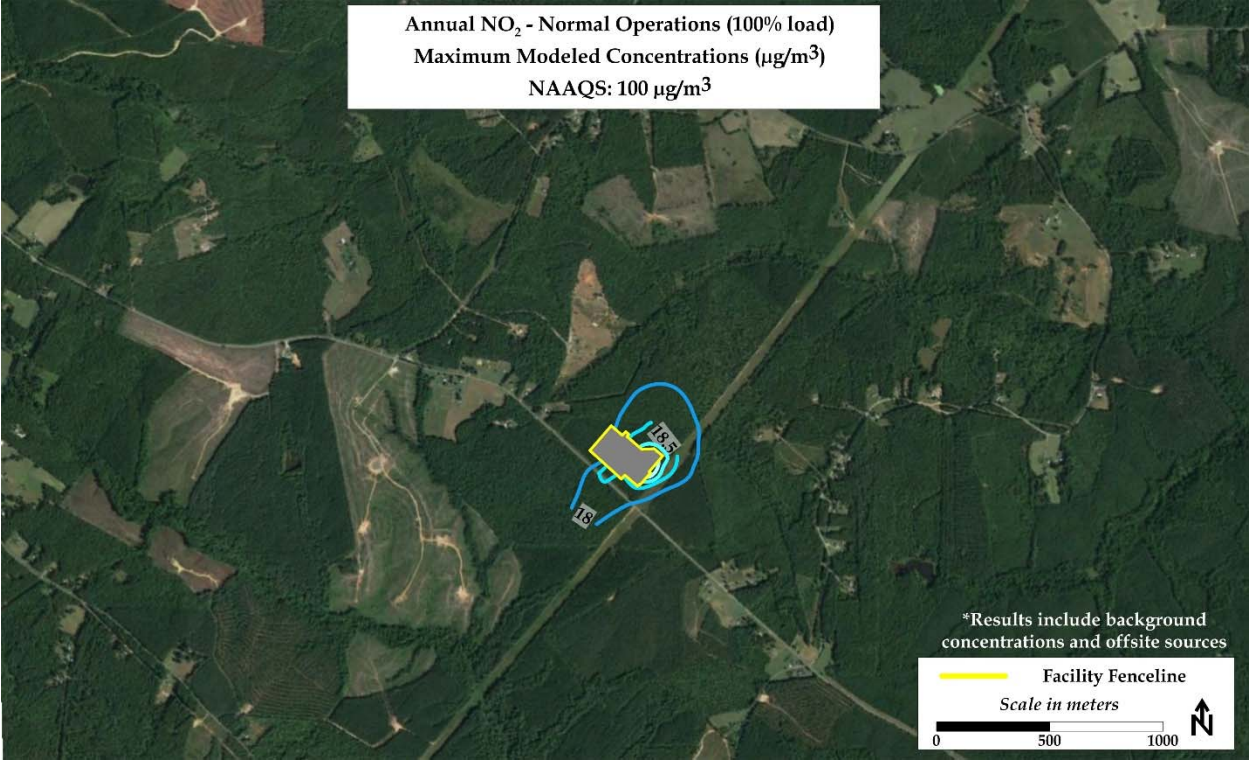 Annual NO₂ - Normal Operations (100% load)
Maximum Modeled Concentrations (µg/m³)
NAAQS: 100 µg/m³
18.5
18
*Results include background
concentrations and offsite sources
Facility Fenceline
Scale in meters
N
0 500 1000